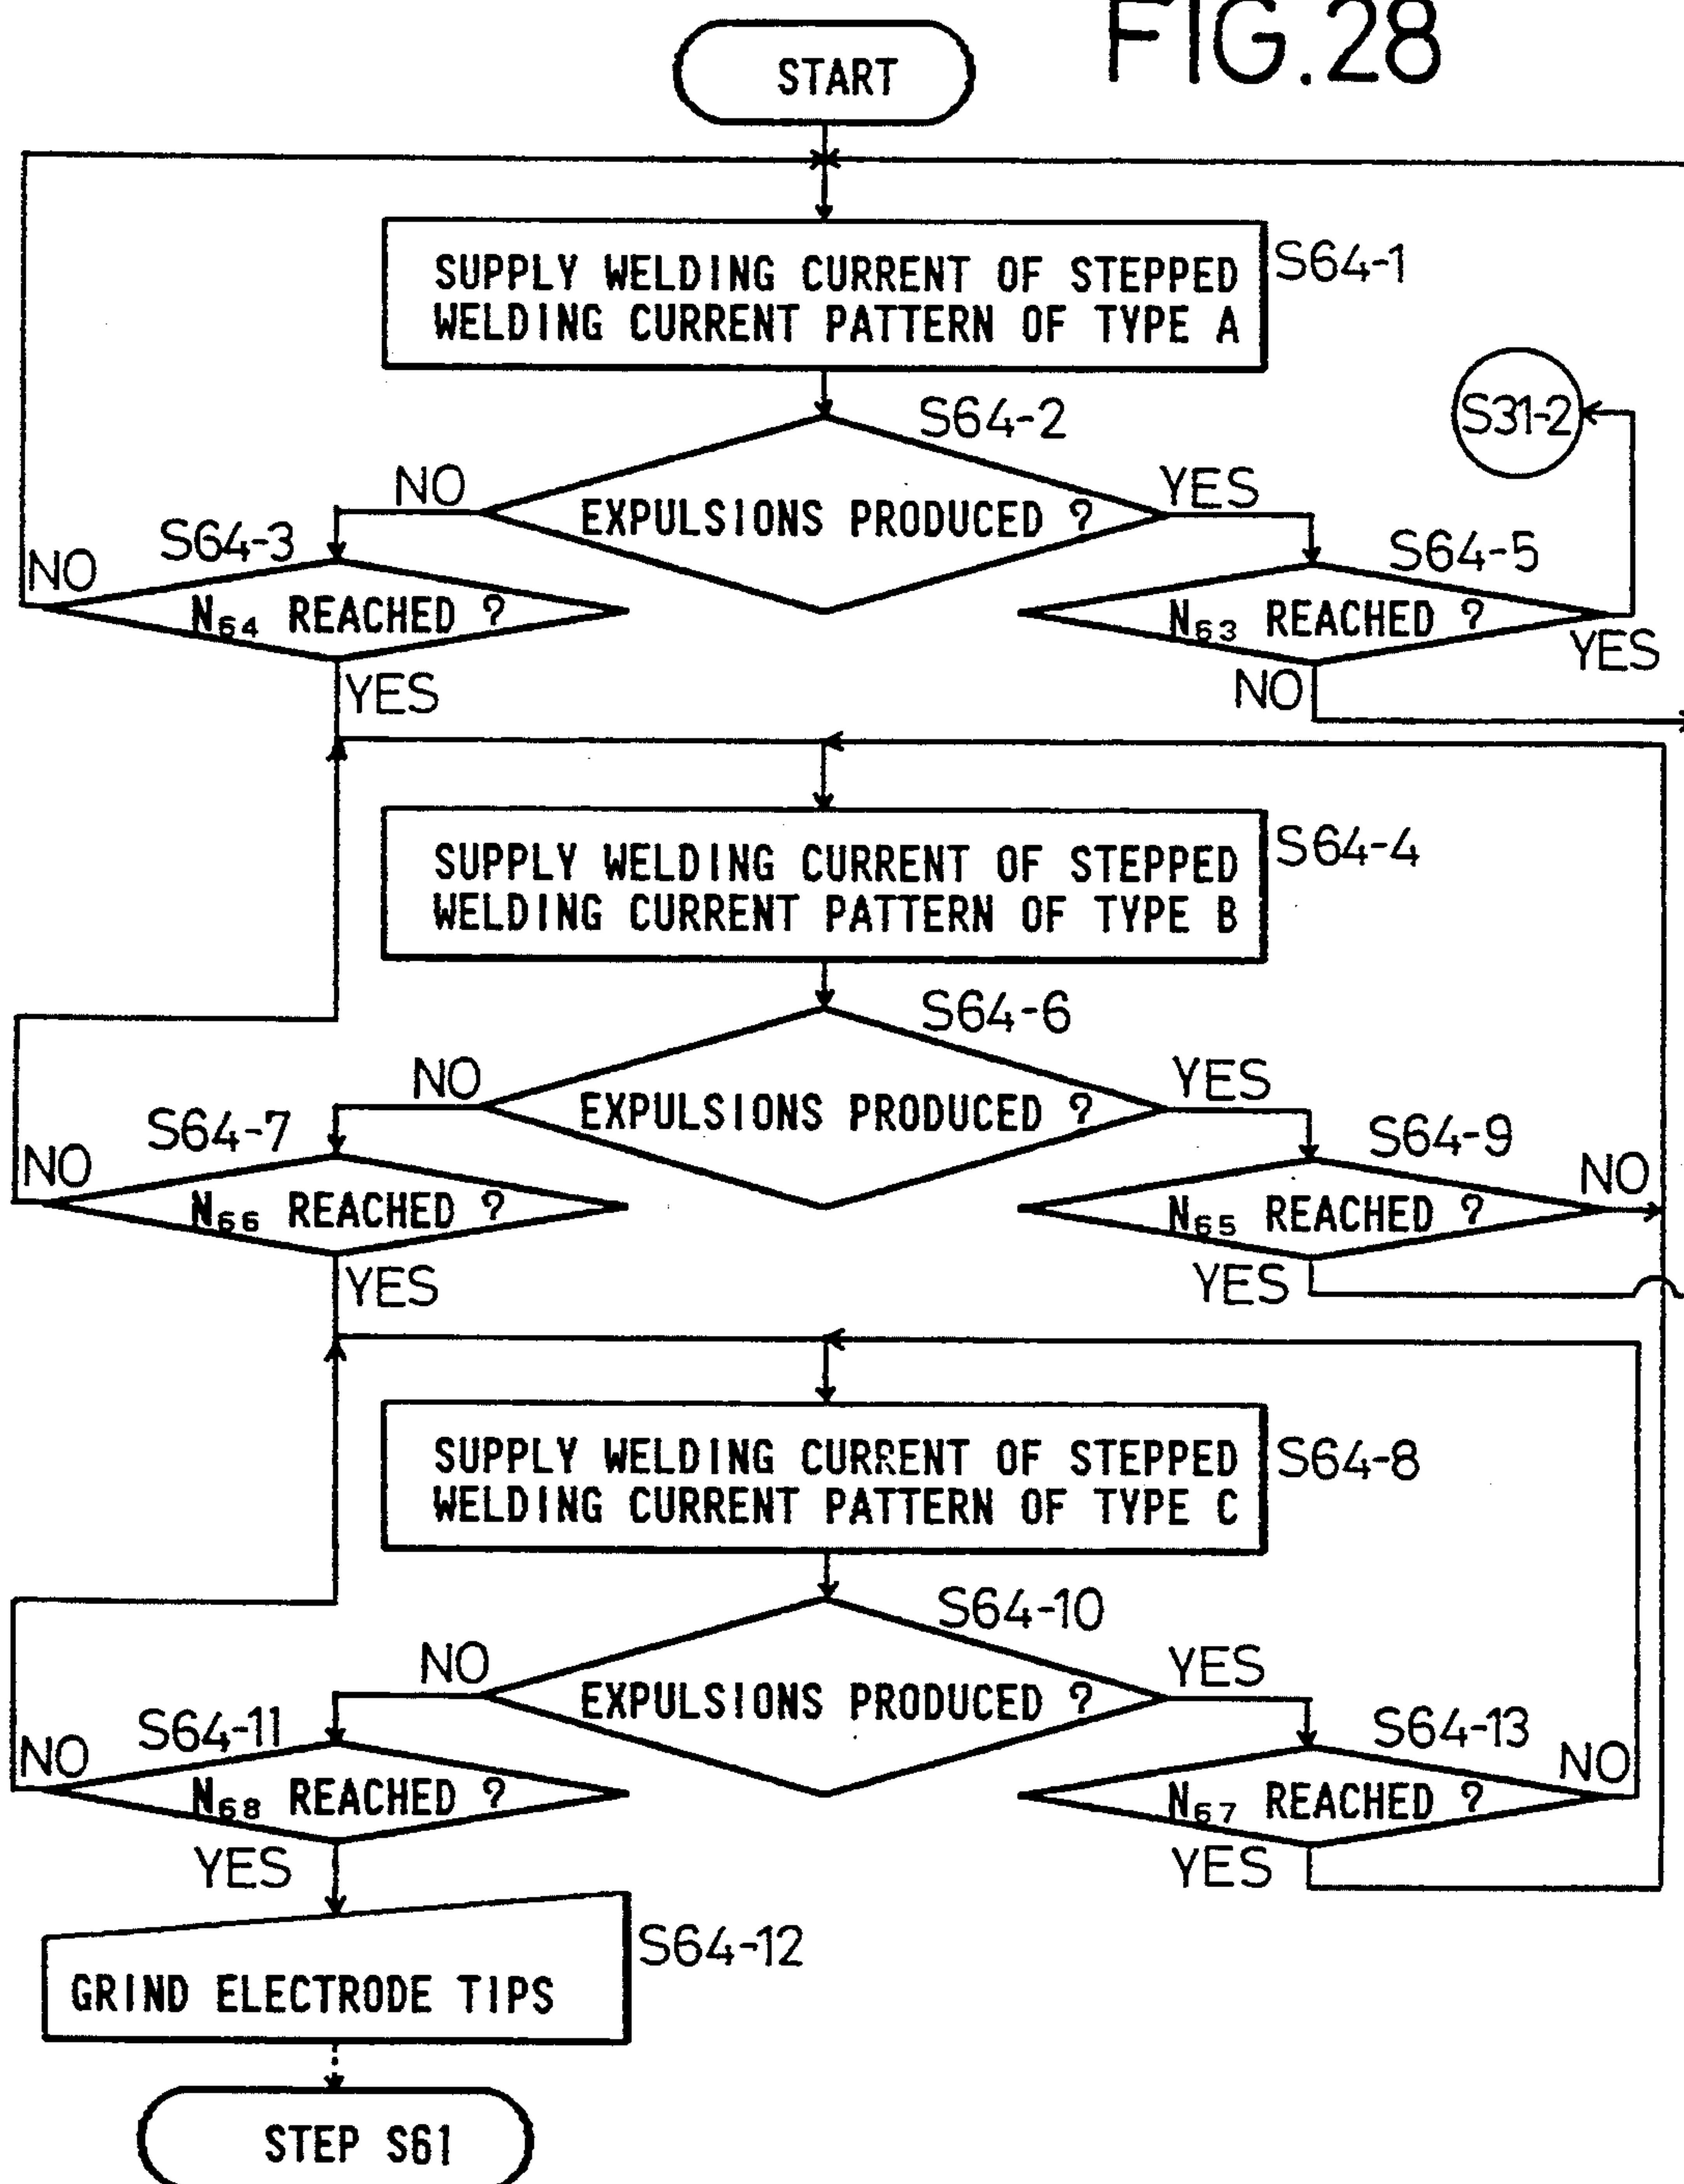 FIG.28
START
SUPPLY WELDING CURRENT OF STEPPED
WELDING CURRENT PATTERN OF TYPE A
S64-1
S31-2
S64-2
NO
EXPULSIONS PRODUCED ?
YES
S64-3
NO
N64 REACHED ?
YES
S64-5
N63 REACHED ?
YES
NO
SUPPLY WELDING CURRENT OF STEPPED
WELDING CURRENT PATTERN OF TYPE B
S64-4
S64-6
NO
EXPULSIONS PRODUCED ?
YES
S64-7
NO
N66 REACHED ?
YES
S64-9
NO
N65 REACHED ?
YES
SUPPLY WELDING CURRENT OF STEPPED
WELDING CURRENT PATTERN OF TYPE C
S64-8
S64-10
NO
EXPULSIONS PRODUCED ?
YES
S64-11
NO
N68 REACHED ?
YES
S64-13
NO
N67 REACHED ?
YES
GRIND ELECTRODE TIPS
S64-12
STEP S61